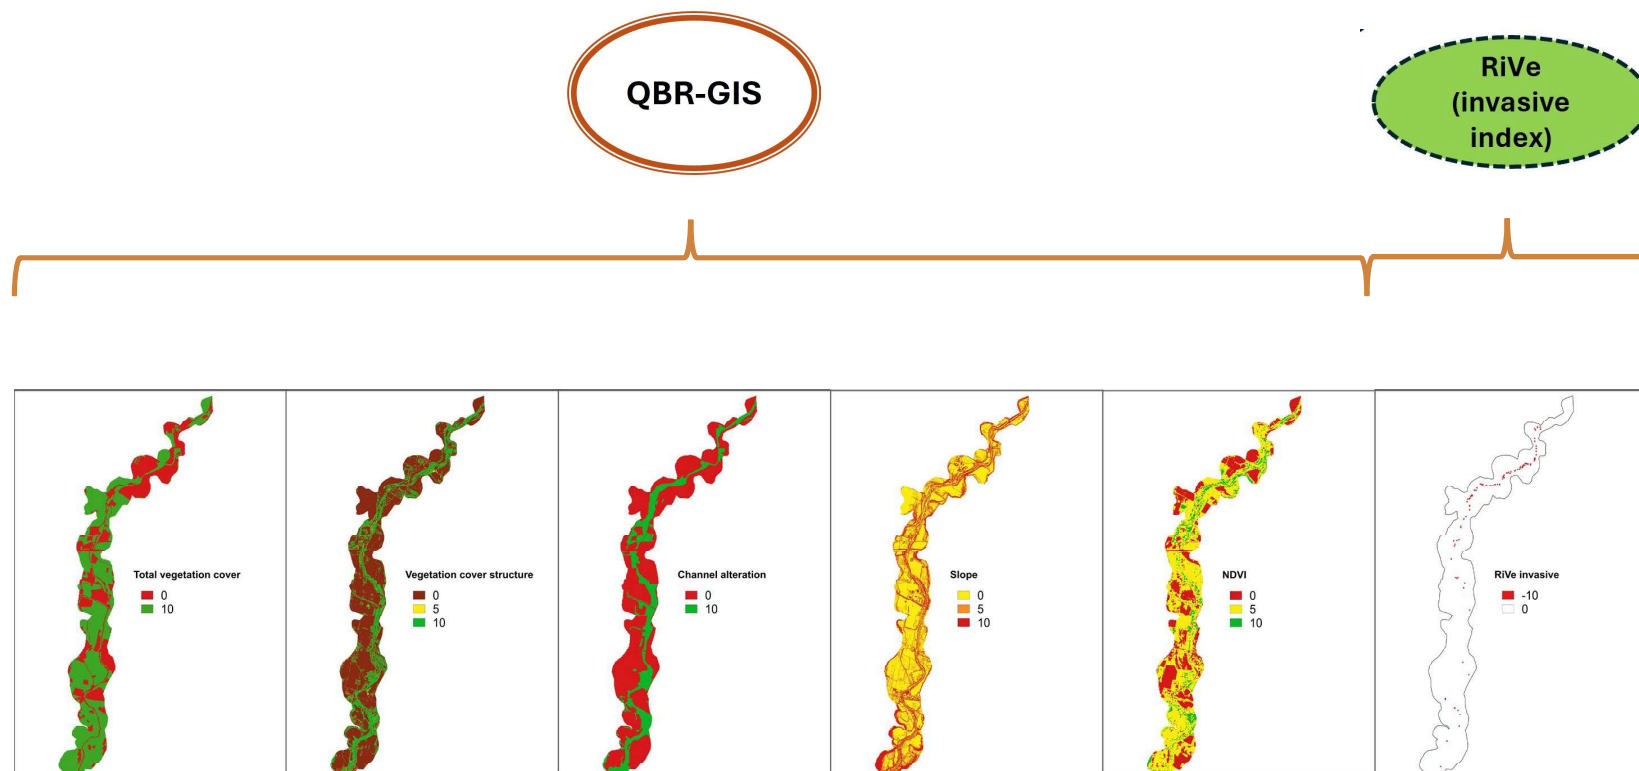 QBR-GIS
RiVe
(invasive
index)
Total vegetation cover
0
10
Vegetation cover structure
0
5
10
Channel alteration
0
10
Slope
0
5
10
NDVI
0
5
10
RiVe invasive
-10
0